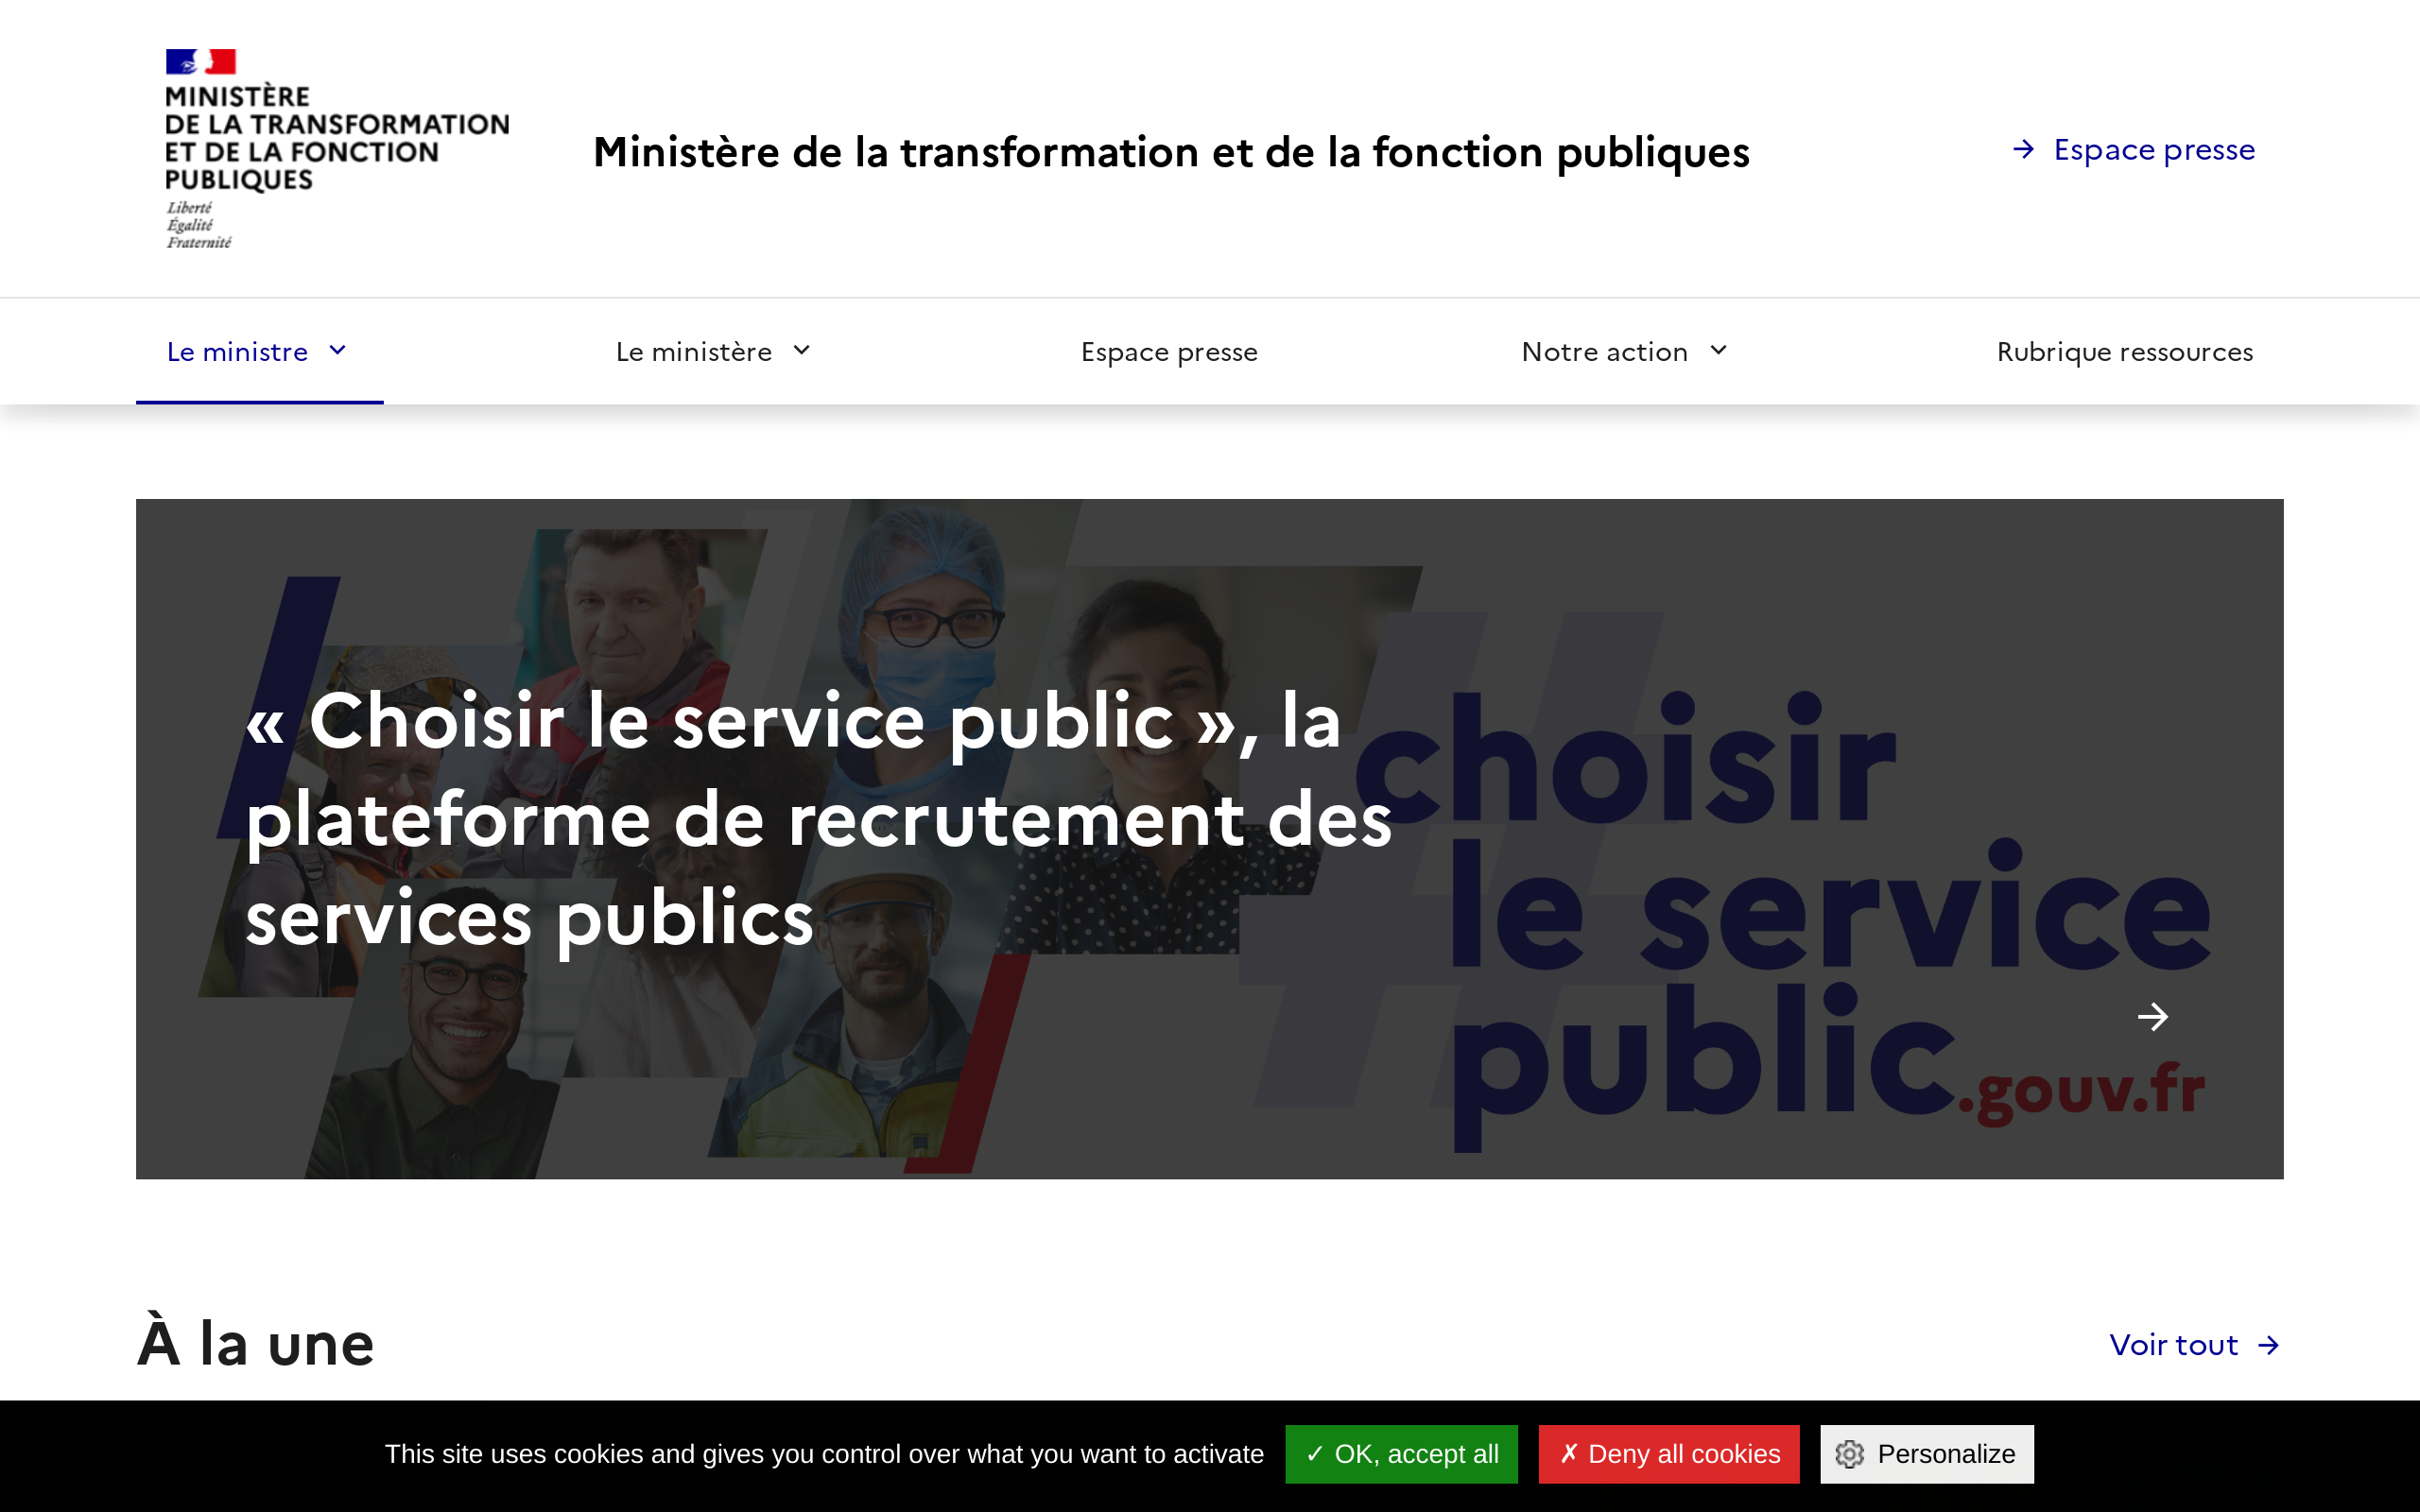 MINISTÈRE
DE LA TRANSFORMATION
ET DE LA FONCTION
PUBLIQUES
Liberté
Égalité
Fraternité
Ministère de la transformation et de la fonction publiques
Espace presse
Le ministre
Le ministère
Espace presse
Notre action
Rubrique ressources
« Choisir le service public », la
plateforme de recrutement des
services publics
choisir
le service
public.gouv.fr
À la une
Voir tout
This site uses cookies and gives you control over what you want to activate
✓ OK, accept all
✗ Deny all cookies
Personalize